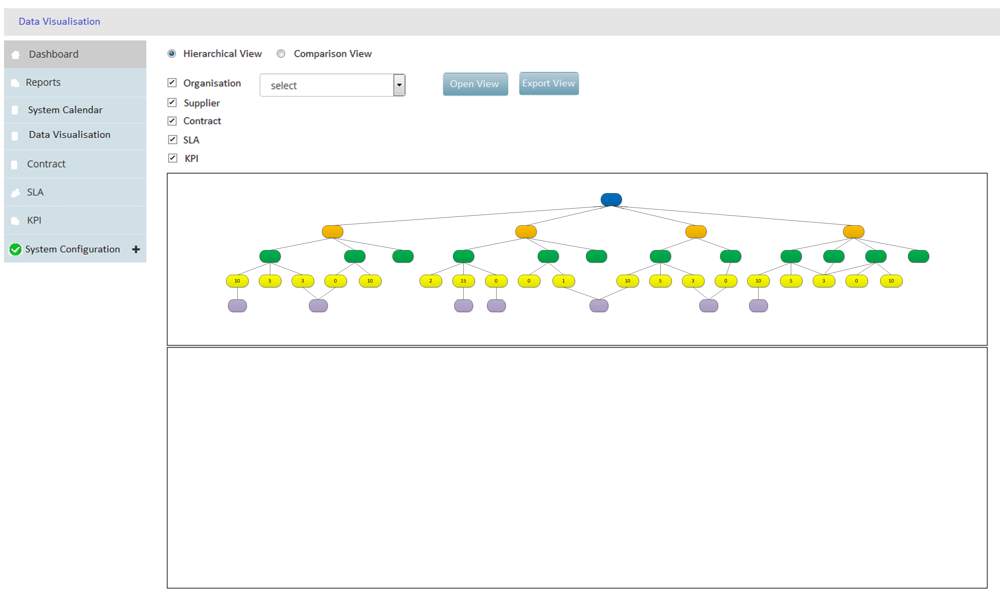 Data Visualisation
Dashboard
Reports
System Calendar
Data Visualisation
Contract
SLA
KPI
System Configuration
Hierarchical View Comparison View
Organisation select Open View Export View
Supplier
Contract
SLA
KPI
10 5 3 0 10 2 15 0 0 1 10 5 3 0 10 5 3 0 10